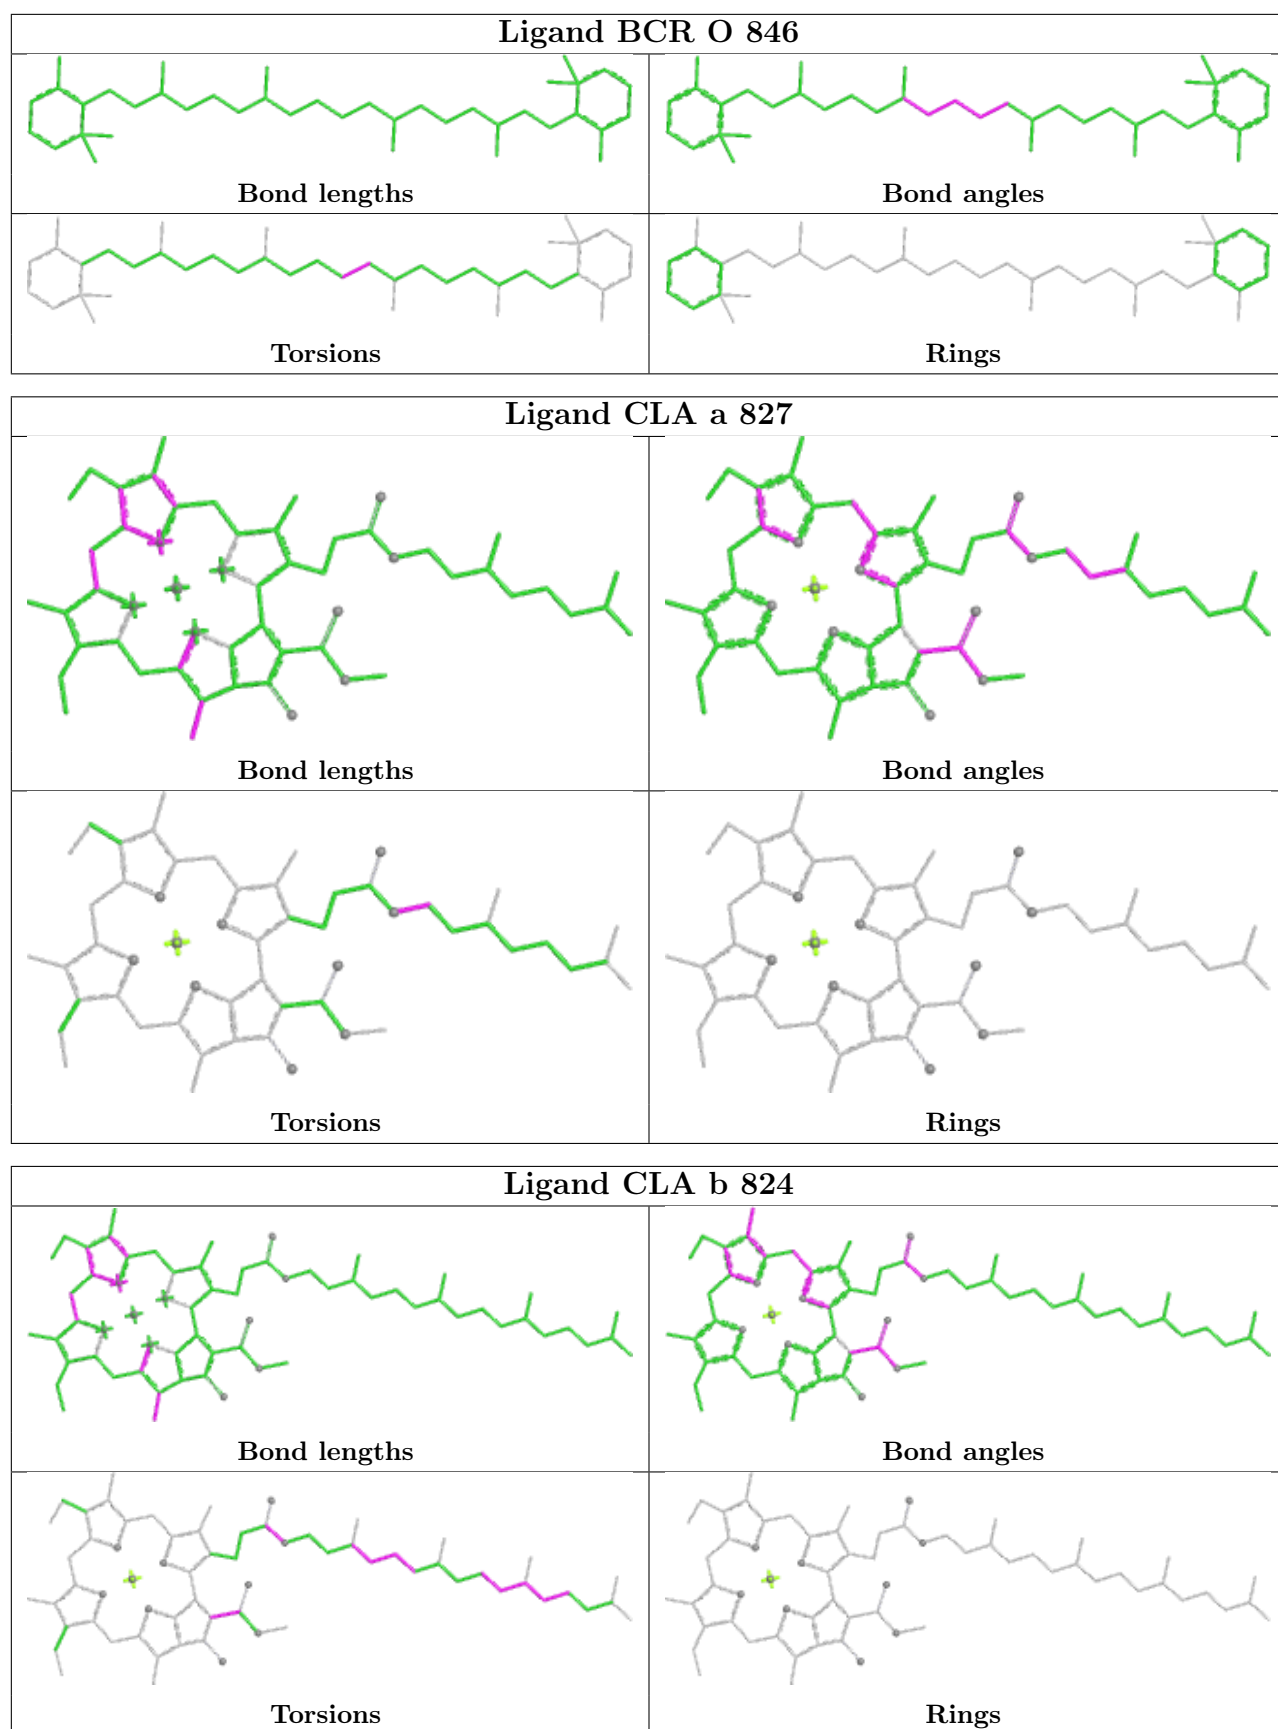 Ligand BCR O 846
Bond lengths
Bond angles
Torsions
Rings
Ligand CLA a 827
Bond lengths
Bond angles
Torsions
Rings
Ligand CLA b 824
Bond lengths
Bond angles
Torsions
Rings